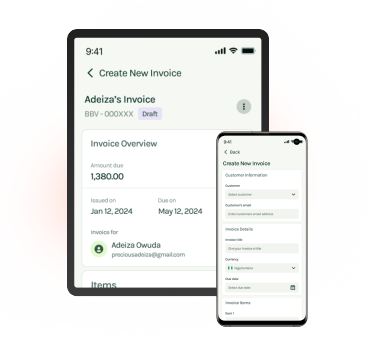 9:41
Create New Invoice
Adeiza's Invoice
BBV - 000XXX Draft
Invoice Overview
Amount due
1,380.00
Issued on Due on
Jan 12, 2024 May 12, 2024
Invoice for
Adeiza Owuda
preciousadeiza@gmail.com
Items
9:41
Back
Create New Invoice
Customer Information
Customer
Select customer
Customer's email
Enter customers email address
Invoice Details
Invoice title
Give your invoice a title
Currency
Nigeria Naira
Due date
Select due date
Invoice Items
Item 1